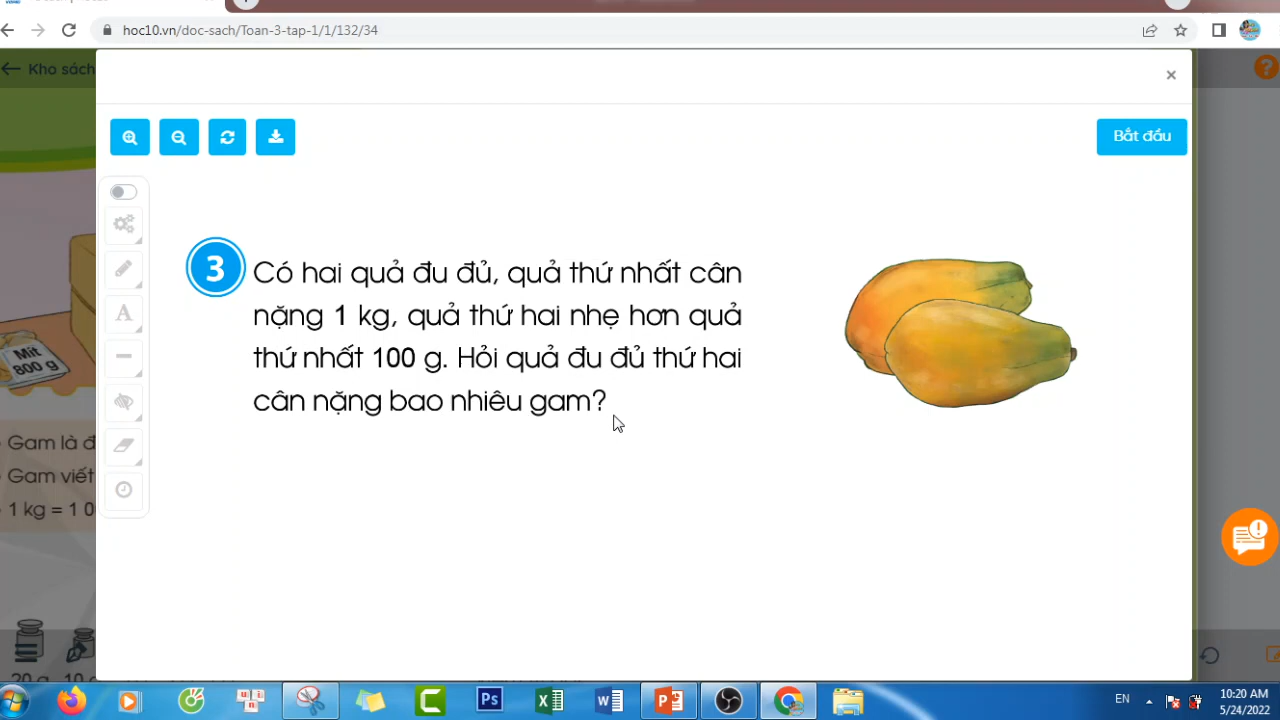 hoc10.vn/doc-sach/Toan-3-tap-1/1/132/34
Kho sách
Bắt đầu
3 Có hai quả đu đủ, quả thứ nhất cân
nặng 1 kg, quả thứ hai nhẹ hơn quả
thứ nhất 100 g. Hỏi quả đu đủ thứ hai
cân nặng bao nhiêu gam?
Mít
800 g
Gam là đ
Gam viết
1 kg = 1 0
A
Ps
W
EN
10:20 AM
5/24/2022